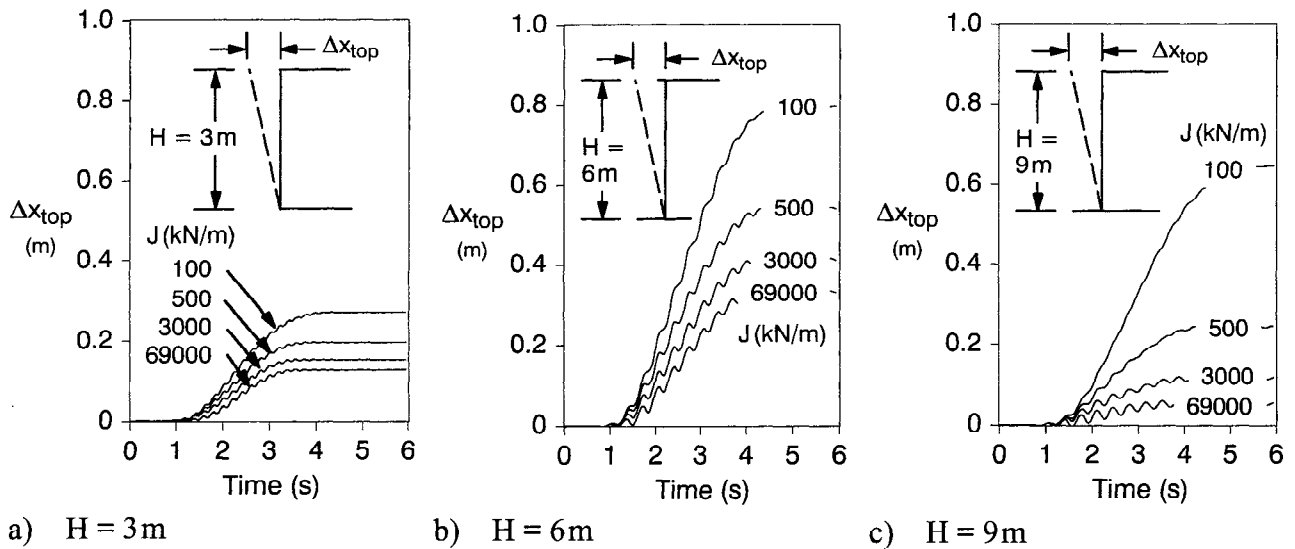 1.0
0.8
0.6
0.4
0.2
0
Δx_top
(m)
Δx_top
H = 3m
J (kN/m)
100
500
3000
69000
0 1 2 3 4 5 6
Time (s)
a) H = 3m
1.0
0.8
0.6
0.4
0.2
0
Δx_top
(m)
Δx_top
H =
6m
100
500
3000
69000
J (kN/m)
0 1 2 3 4 5 6
Time (s)
b) H = 6m
1.0
0.8
0.6
0.4
0.2
0
Δx_top
(m)
Δx_top
H =
9m
J (kN/m)
100
500
3000
69000
0 1 2 3 4 5 6
Time (s)
c) H = 9m